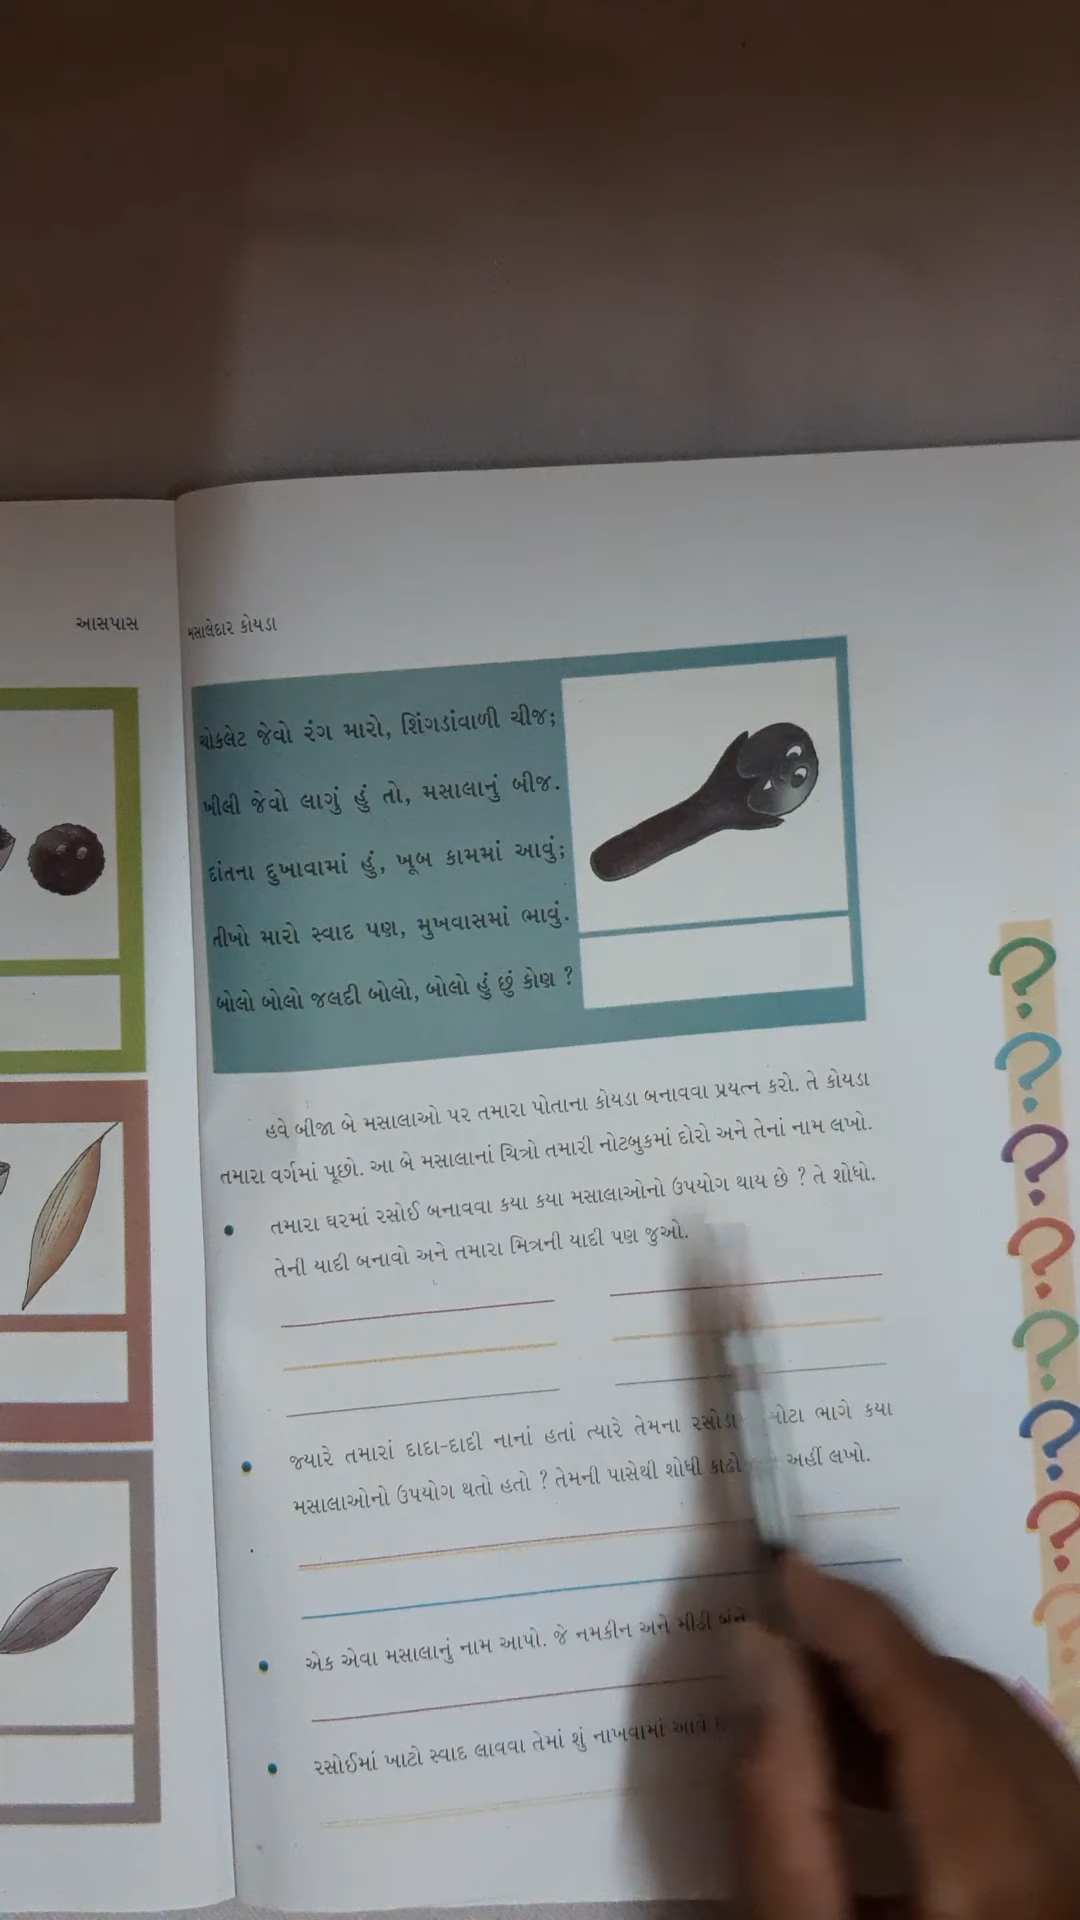 આસપાસ
મસાલેદાર કોયડા
ચોકલેટ જેવો રંગ મારો, શિંગડાંવાળી ચીજ;
ખીલી જેવો લાગું હું તો, મસાલાનું બીજ.
દાંતના દુખાવામાં હું, ખૂબ કામમાં આવું;
તીખો મારો સ્વાદ પણ, મુખવાસમાં ભાવું.
બોલો બોલો જલદી બોલો, બોલો હું છું કોણ ?
હવે બીજા બે મસાલાઓ પર તમારા પોતાના કોયડા બનાવવા પ્રયત્ન કરો. તે કોયડા
તમારા વર્ગમાં પૂછો. આ બે મસાલાનાં ચિત્રો તમારી નોટબુકમાં દોરો અને તેનાં નામ લખો.
તમારા ઘરમાં રસોઈ બનાવવા કયા કયા મસાલાઓનો ઉપયોગ થાય છે ? તે શોધો.
તેની યાદી બનાવો અને તમારા મિત્રની યાદી પણ જુઓ.
જ્યારે તમારાં દાદા-દાદી નાનાં હતાં ત્યારે તેમના ભાગે કયા
મસાલાઓનો ઉપયોગ થતો હતો ? તેમની પાસેથી શોધી કાઢો અહીં લખો.
એક એવા મસાલાનું નામ આપો. જે નમકીન અને મીઠી
રસોઈમાં ખાટો સ્વાદ લાવવા તેમાં શું નાખવામાં